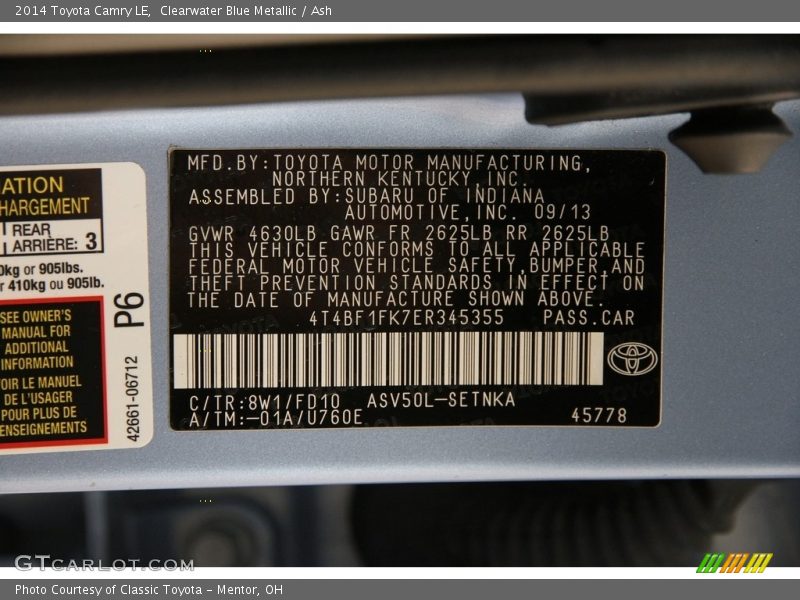 2014 Toyota Camry LE,  Clearwater Blue Metallic / Ash
ATION
HARGEMENT
REAR
ARRIÈRE: 3
0kg or 905lbs.
r 410kg ou 905lb.
SEE OWNER'S
MANUAL FOR
ADDITIONAL
INFORMATION
OIR LE MANUEL
DE L'USAGER
POUR PLUS DE
ENSEIGNEMENTS
P6
42661-06712
MFD.BY:TOYOTA MOTOR MANUFACTURING,
NORTHERN KENTUCKY,INC.
ASSEMBLED BY:SUBARU OF INDIANA
AUTOMOTIVE,INC. 09/13
GVWR 4630LB GAWR FR 2625LB RR 2625LB
THIS VEHICLE CONFORMS TO ALL APPLICABLE
FEDERAL MOTOR VEHICLE SAFETY,BUMPER,AND
THEFT PREVENTION STANDARDS IN EFFECT ON
THE DATE OF MANUFACTURE SHOWN ABOVE.
4T4BF1FK7ER345355 PASS.CAR
C/TR:8W1/FD10 ASV50L-SETNKA
A/TM:-01A/U760E 45778
GTCARLOT.COM
Photo Courtesy of Classic Toyota - Mentor, OH